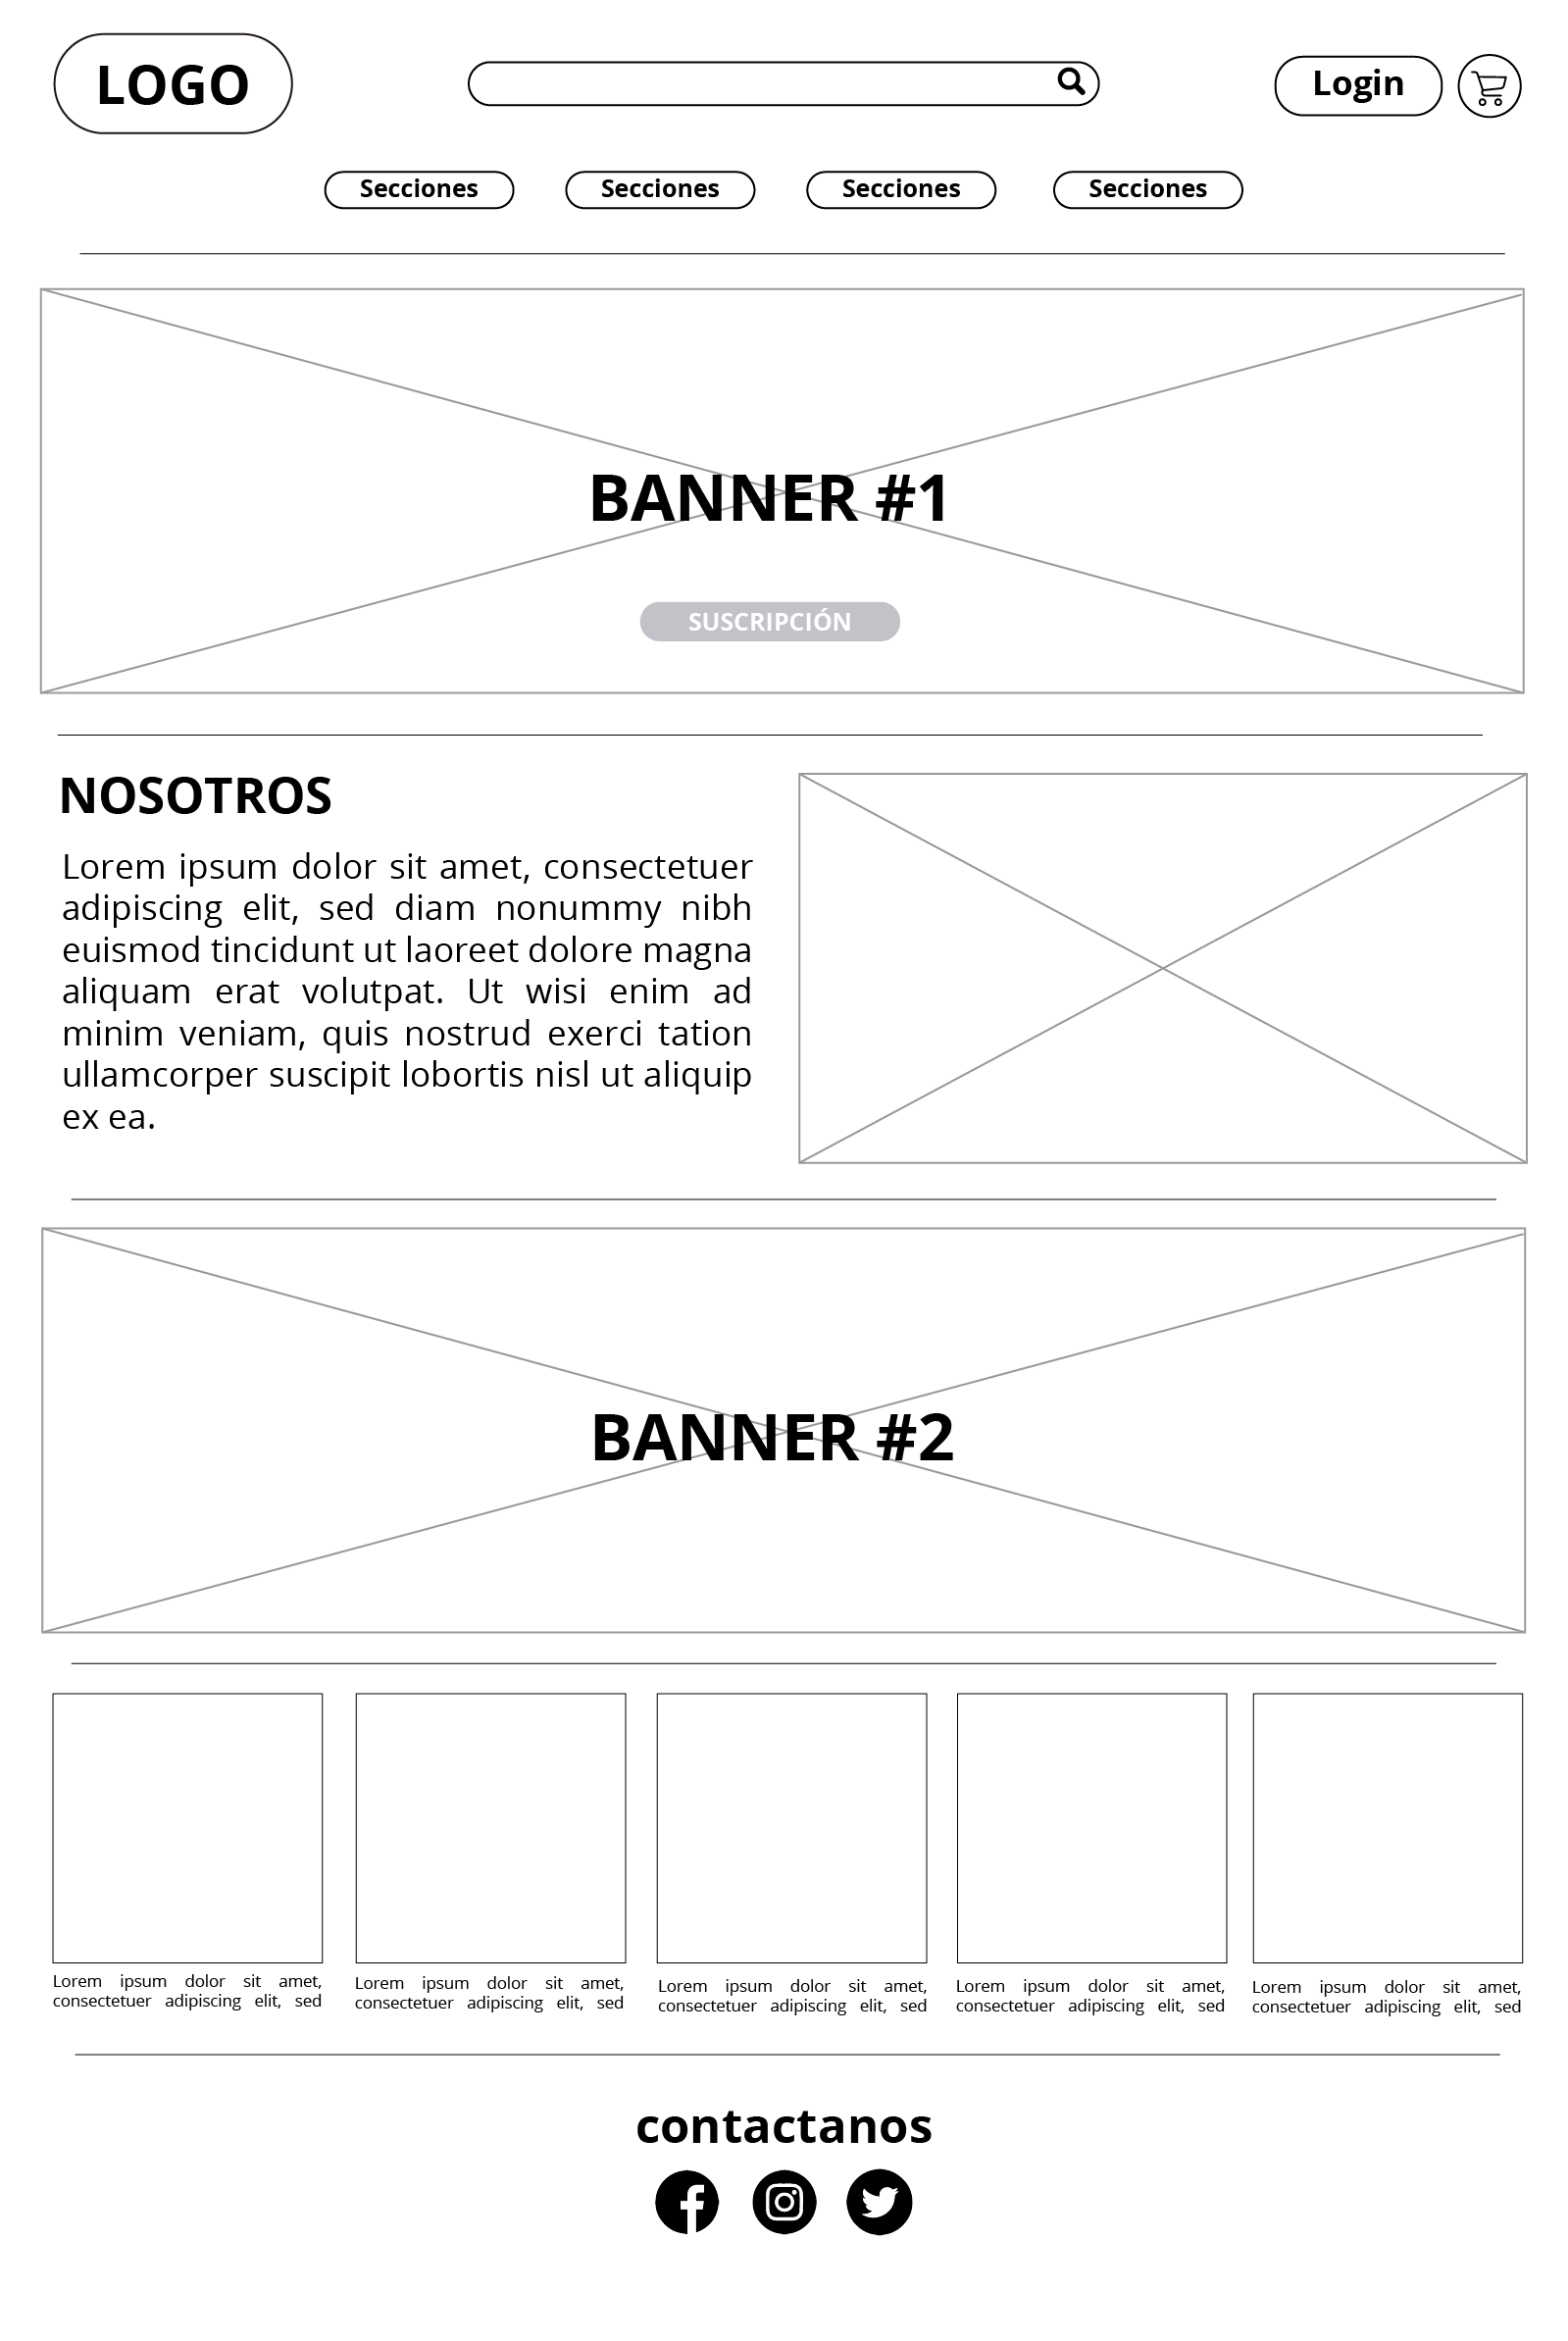 LOGO
Login
Secciones
Secciones
Secciones
Secciones
BANNER #1
SUSCRIPCIÓN
NOSOTROS
Lorem ipsum dolor sit amet, consectetuer
adipiscing elit, sed diam nonummy nibh
euismod tincidunt ut laoreet dolore magna
aliquam erat volutpat. Ut wisi enim ad
minim veniam, quis nostrud exerci tation
ullamcorper suscipit lobortis nisl ut aliquip
ex ea.
BANNER #2
Lorem ipsum dolor sit amet,
consectetuer adipiscing elit, sed
Lorem ipsum dolor sit amet,
consectetuer adipiscing elit, sed
Lorem ipsum dolor sit amet,
consectetuer adipiscing elit, sed
Lorem ipsum dolor sit amet,
consectetuer adipiscing elit, sed
Lorem ipsum dolor sit amet,
consectetuer adipiscing elit, sed
contactanos